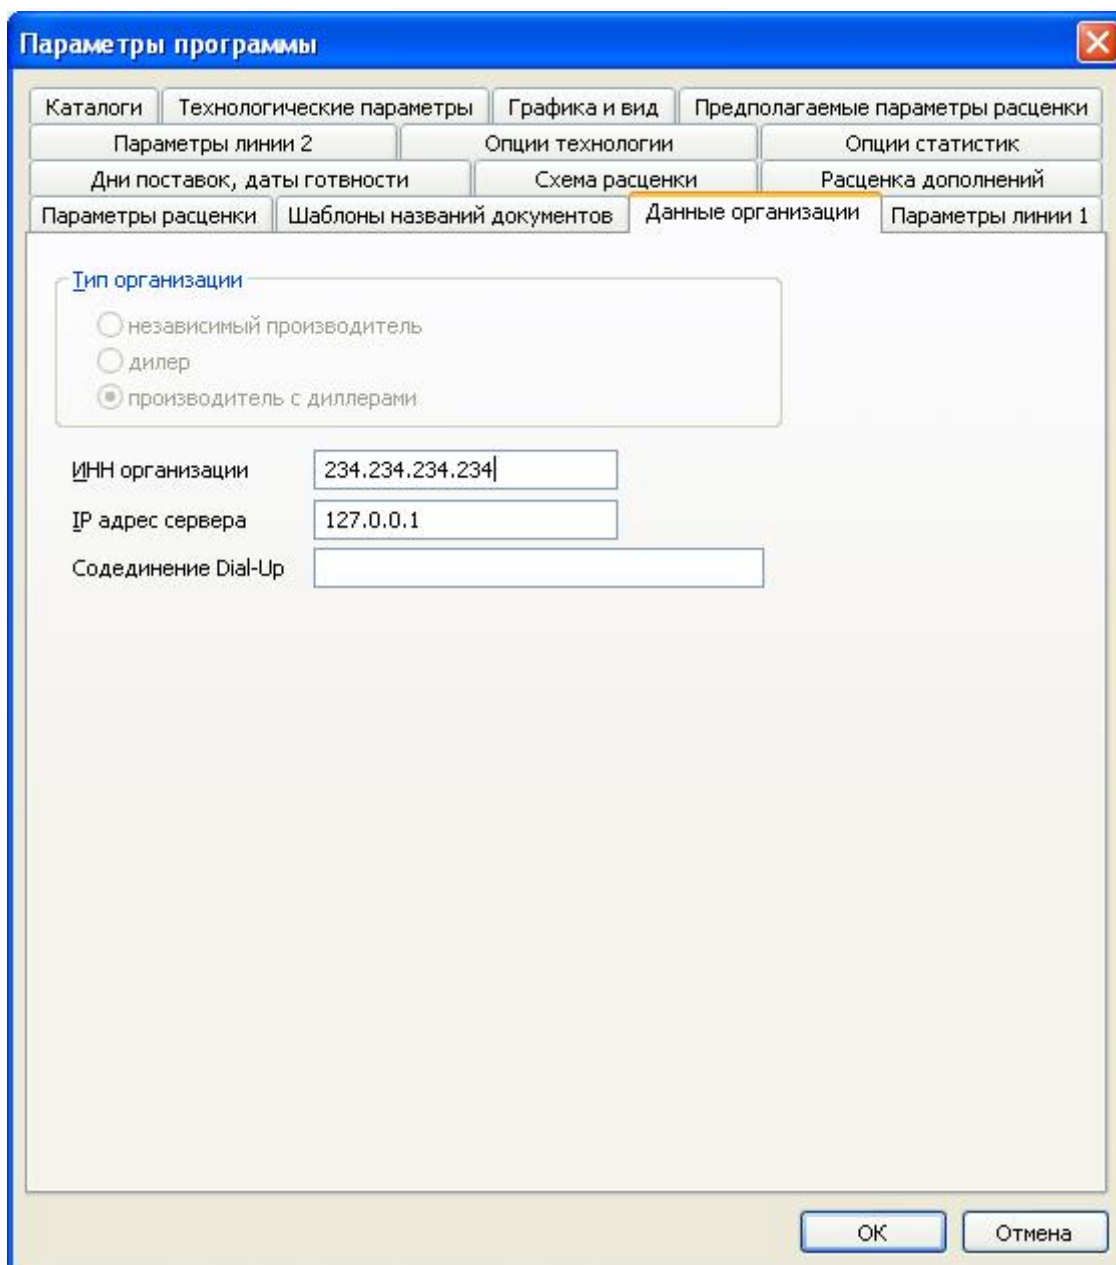 Параметры программы
Каталоги Технологические параметры Графика и вид Предполагаемые параметры расценки
Параметры линии 2 Опции технологии Опции статистик
Дни поставок, даты готвности Схема расценки Расценка дополнений
Параметры расценки Шаблоны названий документов Данные организации Параметры линии 1
Тип организации
независимый производитель
дилер
производитель с диллерами
ИНН организации 234.234.234.234
IP адрес сервера 127.0.0.1
Содединение Dial-Up
OK Отмена